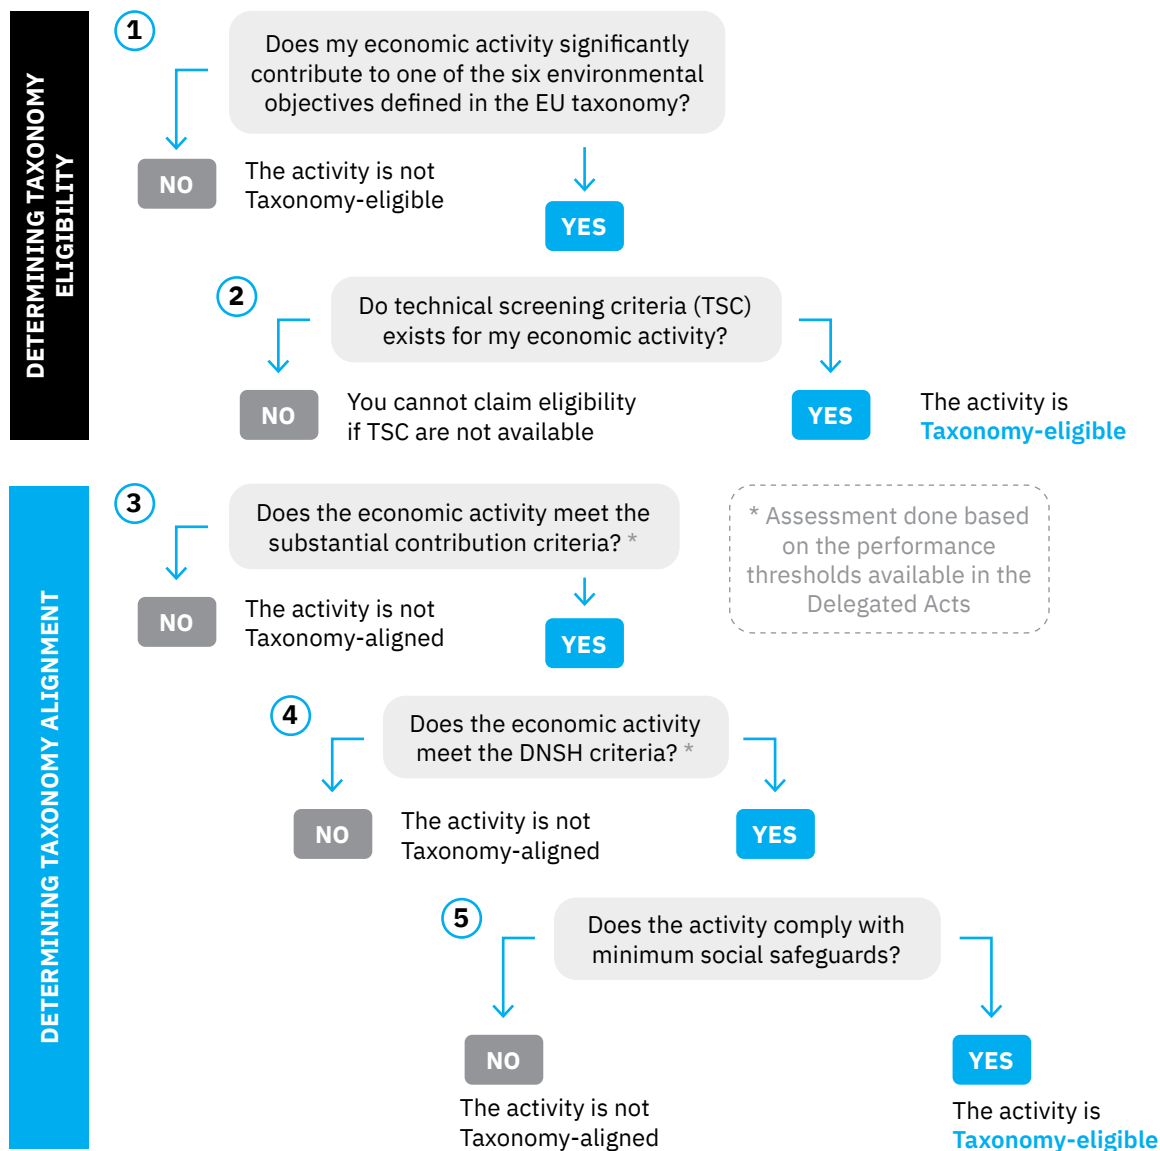 DETERMINING TAXONOMY
ELIGIBILITY
1
Does my economic activity significantly
contribute to one of the six environmental
objectives defined in the EU taxonomy?
NO
The activity is not
Taxonomy-eligible
YES
2
Do technical screening criteria (TSC)
exists for my economic activity?
NO
You cannot claim eligibility
if TSC are not available
YES
The activity is
Taxonomy-eligible
DETERMINING TAXONOMY ALIGNMENT
3
Does the economic activity meet the
substantial contribution criteria? *
* Assessment done based
on the performance
thresholds available in the
Delegated Acts
NO
The activity is not
Taxonomy-aligned
YES
4
Does the economic activity
meet the DNSH criteria? *
NO
The activity is not
Taxonomy-aligned
YES
5
Does the activity comply with
minimum social safeguards?
NO
The activity is not
Taxonomy-aligned
YES
The activity is
Taxonomy-eligible